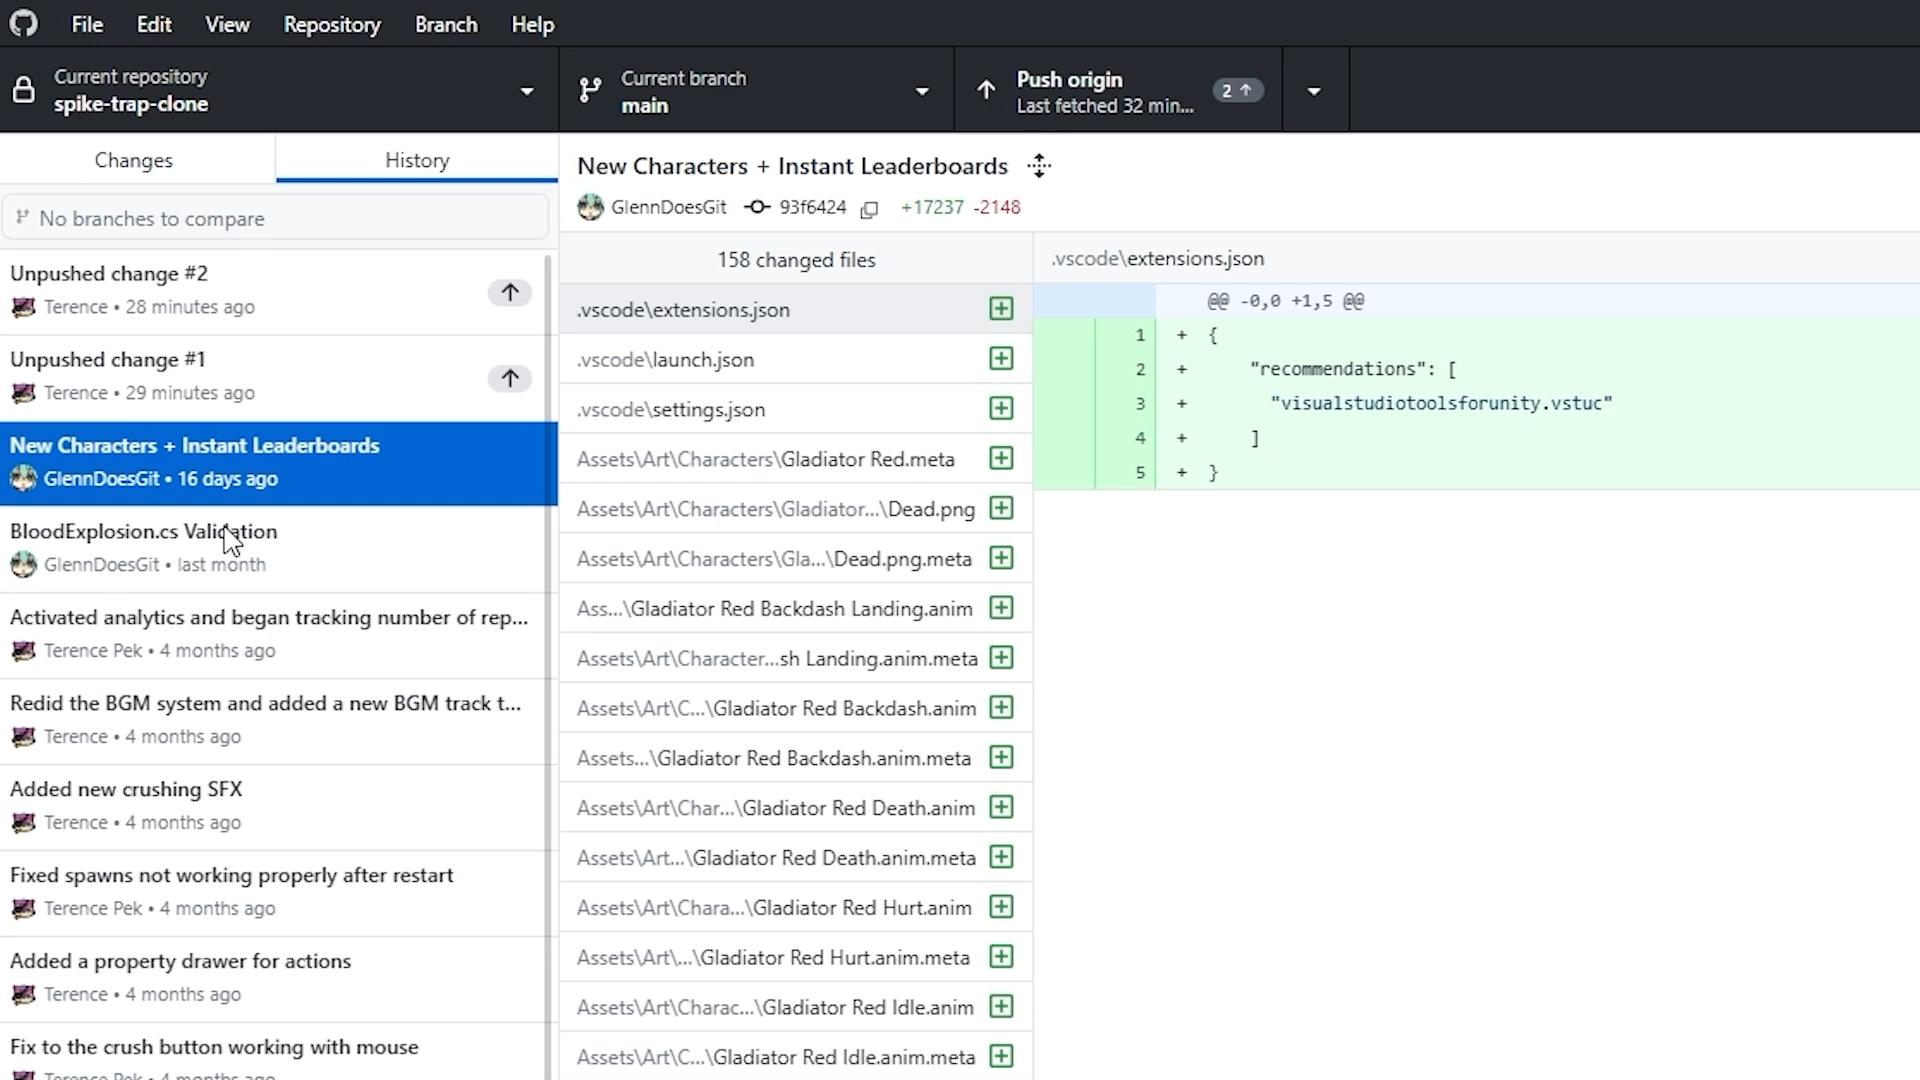 File Edit View Repository Branch Help
Current repository
spike-trap-clone
Current branch
main
Push origin
Last fetched 32 min...
2
Changes
History
No branches to compare
Unpushed change #2
Terence • 28 minutes ago
Unpushed change #1
Terence • 29 minutes ago
New Characters + Instant Leaderboards
GlennDoesGit • 16 days ago
BloodExplosion.cs Validation
GlennDoesGit • last month
Activated analytics and began tracking number of rep...
Terence Pek • 4 months ago
Redid the BGM system and added a new BGM track t...
Terence • 4 months ago
Added new crushing SFX
Terence • 4 months ago
Fixed spawns not working properly after restart
Terence Pek • 4 months ago
Added a property drawer for actions
Terence • 4 months ago
Fix to the crush button working with mouse
Terence Pek • 4 months ago
New Characters + Instant Leaderboards
GlennDoesGit 93f6424 +17237 -2148
158 changed files
.vscode\extensions.json
.vscode\launch.json
.vscode\settings.json
Assets\Art\Characters\Gladiator Red.meta
Assets\Art\Characters\Gladiator...\Dead.png
Assets\Art\Characters\Gla...\Dead.png.meta
Ass...\Gladiator Red Backdash Landing.anim
Assets\Art\Character...sh Landing.anim.meta
Assets\Art\C...\Gladiator Red Backdash.anim
Assets...\Gladiator Red Backdash.anim.meta
Assets\Art\Char...\Gladiator Red Death.anim
Assets\Art...\Gladiator Red Death.anim.meta
Assets\Art\Chara...\Gladiator Red Hurt.anim
Assets\Art\...\Gladiator Red Hurt.anim.meta
Assets\Art\Charac...\Gladiator Red Idle.anim
Assets\Art\C...\Gladiator Red Idle.anim.meta
.vscode\extensions.json
@@ -0,0 +1,5 @@
1 + {
2 + "recommendations": [
3 + "visualstudiotoolsforunity.vstuc"
4 + ]
5 + }